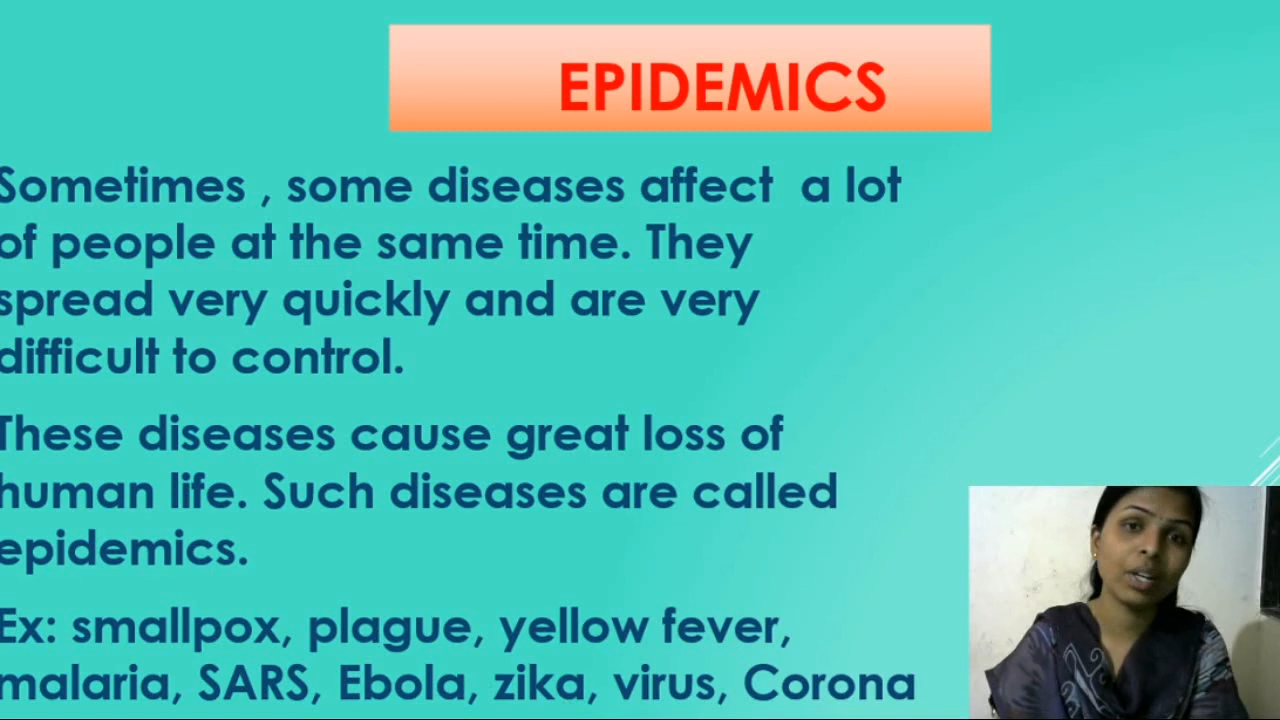 EPIDEMICS
Sometimes , some diseases affect a lot
of people at the same time. They
spread very quickly and are very
difficult to control.
These diseases cause great loss of
human life. Such diseases are called
epidemics.
Ex: smallpox, plague, yellow fever,
malaria, SARS, Ebola, zika, virus, Corona